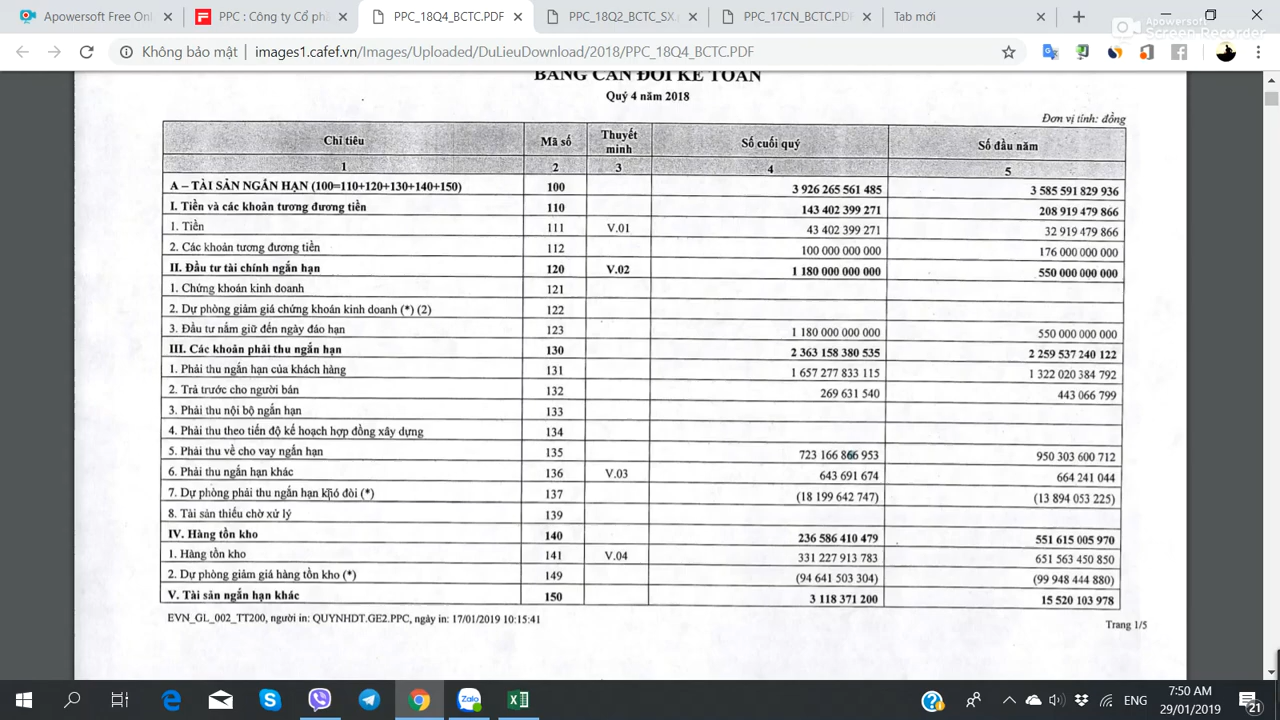 Apowersoft Free Onl
PPC : Công ty Cổ ph
PPC_18Q4_BCTC.PDF
PPC_18Q2_BCTC_SX.
PPC_17CN_BCTC.PDF
Tab mới
Apowersoft
Screen Recorder
Không bảo mật | images1.cafef.vn/Images/Uploaded/DuLieuDownload/2018/PPC_18Q4_BCTC.PDF
BẢNG CÂN ĐỐI KẾ TOÁN
Quý 4 năm 2018
Đơn vị tính: đồng
Chỉ tiêu Mã số Thuyết minh Số cuối quý Số đầu năm
1 2 3 4 5
A – TÀI SẢN NGẮN HẠN (100=110+120+130+140+150) 100 3 926 265 561 485 3 585 591 829 936
I. Tiền và các khoản tương đương tiền 110 143 402 399 271 208 919 479 866
1. Tiền 111 V.01 43 402 399 271 32 919 479 866
2. Các khoản tương đương tiền 112 100 000 000 000 176 000 000 000
II. Đầu tư tài chính ngắn hạn 120 V.02 1 180 000 000 000 550 000 000 000
1. Chứng khoán kinh doanh 121
2. Dự phòng giảm giá chứng khoán kinh doanh (*) (2) 122
3. Đầu tư nắm giữ đến ngày đáo hạn 123 1 180 000 000 000 550 000 000 000
III. Các khoản phải thu ngắn hạn 130 2 363 158 380 535 2 259 537 240 122
1. Phải thu ngắn hạn của khách hàng 131 1 657 277 833 115 1 322 020 384 792
2. Trả trước cho người bán 132 269 631 540 443 066 799
3. Phải thu nội bộ ngắn hạn 133
4. Phải thu theo tiến độ kế hoạch hợp đồng xây dựng 134
5. Phải thu về cho vay ngắn hạn 135 723 166 866 953 950 303 600 712
6. Phải thu ngắn hạn khác 136 V.03 643 691 674 664 241 044
7. Dự phòng phải thu ngắn hạn khó đòi (*) 137 (18 199 642 747) (13 894 053 225)
8. Tài sản thiếu chờ xử lý 139
IV. Hàng tồn kho 140 236 586 410 479 551 615 005 970
1. Hàng tồn kho 141 V.04 331 227 913 783 651 563 450 850
2. Dự phòng giảm giá hàng tồn kho (*) 149 (94 641 503 304) (99 948 444 880)
V. Tài sản ngắn hạn khác 150 3 118 371 200 15 520 103 978
EVN_GL_002_TT200, người in: QUYNHDT.GE2.PPC, ngày in: 17/01/2019 10:15:41
Trang 1/5
Zalo
ENG
7:50 AM
29/01/2019
21